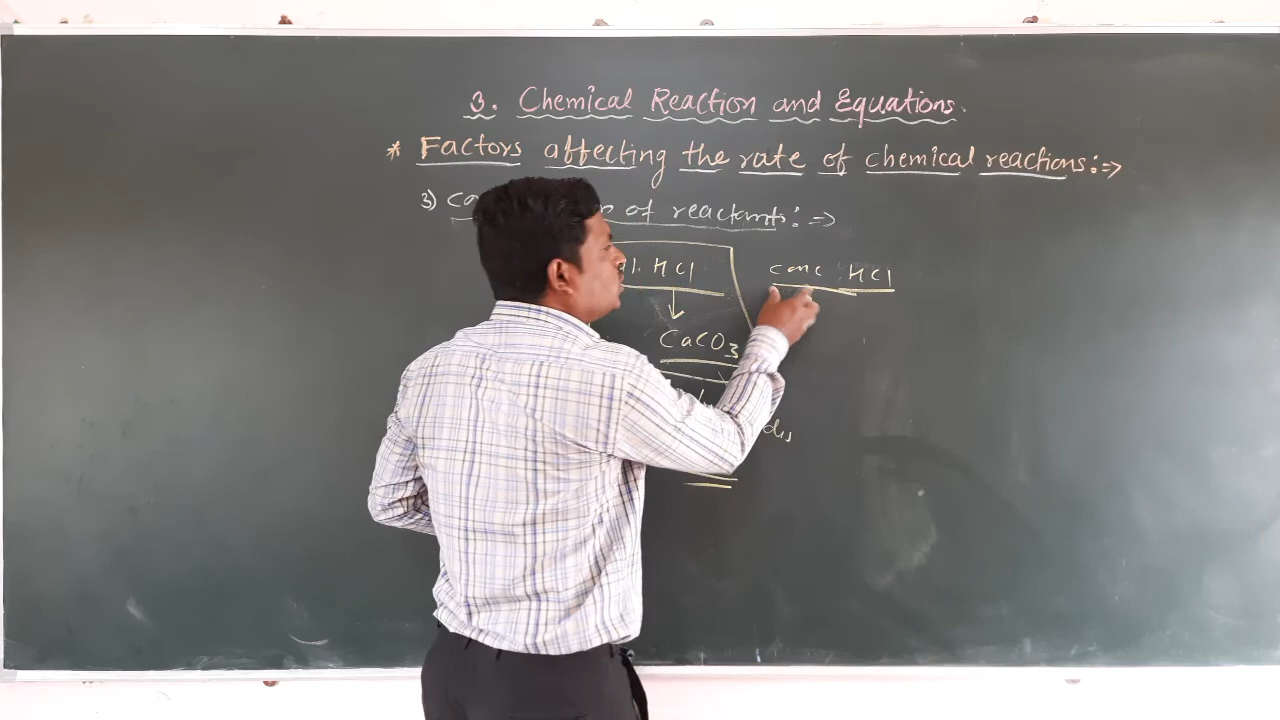 3. Chemical Reaction and Equations.
* Factors affecting the rate of chemical reactions:→
3) of reactants:→
HCl conc HCl
↓
CaCO3